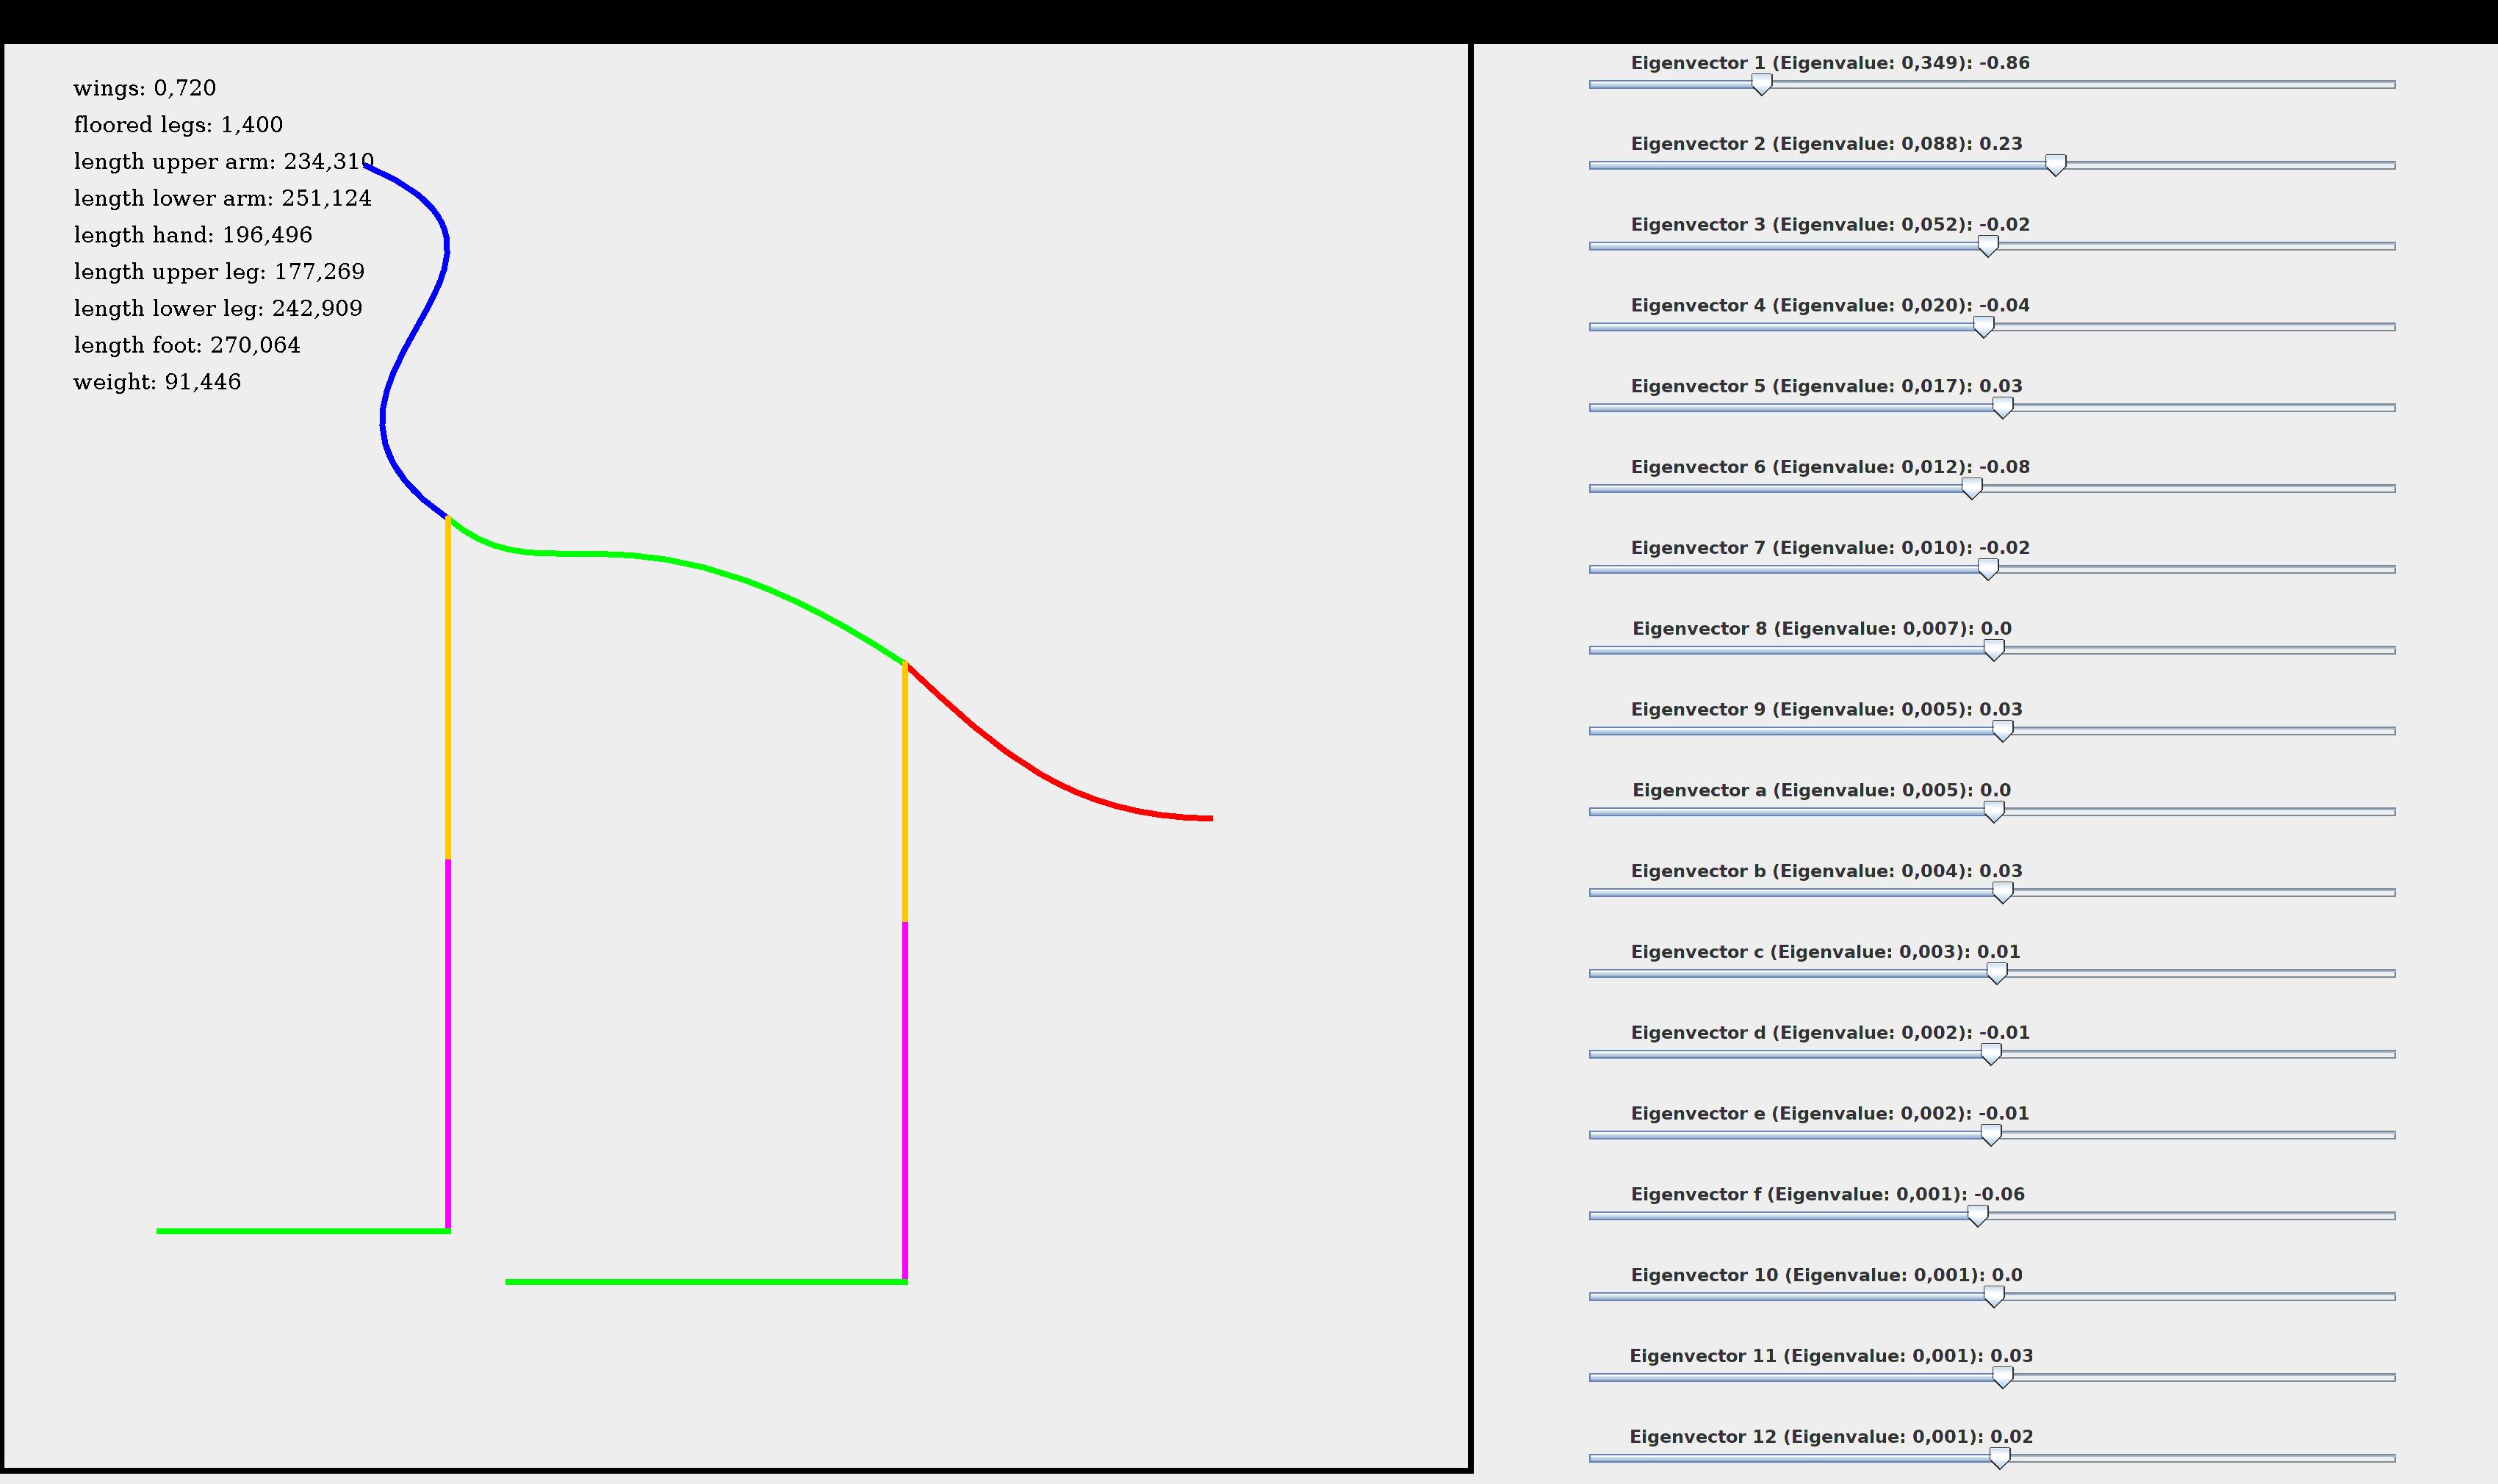 wings: 0,720
floored legs: 1,400
length upper arm: 234,310
length lower arm: 251,124
length hand: 196,496
length upper leg: 177,269
length lower leg: 242,909
length foot: 270,064
weight: 91,446
Eigenvector 1 (Eigenvalue: 0,349): -0.86
Eigenvector 2 (Eigenvalue: 0,088): 0.23
Eigenvector 3 (Eigenvalue: 0,052): -0.02
Eigenvector 4 (Eigenvalue: 0,020): -0.04
Eigenvector 5 (Eigenvalue: 0,017): 0.03
Eigenvector 6 (Eigenvalue: 0,012): -0.08
Eigenvector 7 (Eigenvalue: 0,010): -0.02
Eigenvector 8 (Eigenvalue: 0,007): 0.0
Eigenvector 9 (Eigenvalue: 0,005): 0.03
Eigenvector a (Eigenvalue: 0,005): 0.0
Eigenvector b (Eigenvalue: 0,004): 0.03
Eigenvector c (Eigenvalue: 0,003): 0.01
Eigenvector d (Eigenvalue: 0,002): -0.01
Eigenvector e (Eigenvalue: 0,002): -0.01
Eigenvector f (Eigenvalue: 0,001): -0.06
Eigenvector 10 (Eigenvalue: 0,001): 0.0
Eigenvector 11 (Eigenvalue: 0,001): 0.03
Eigenvector 12 (Eigenvalue: 0,001): 0.02